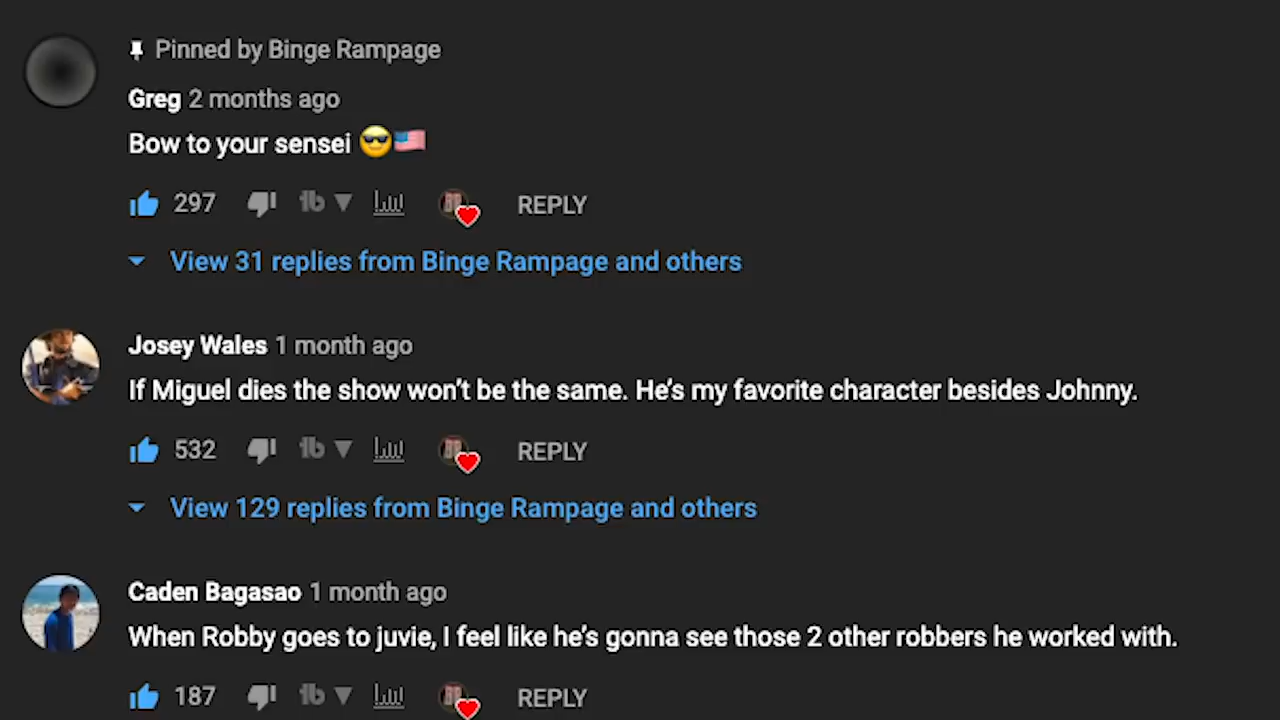 Pinned by Binge Rampage
Greg 2 months ago
Bow to your sensei 😎🇺🇸
297 REPLY
View 31 replies from Binge Rampage and others
Josey Wales 1 month ago
If Miguel dies the show won't be the same. He's my favorite character besides Johnny.
532 REPLY
View 129 replies from Binge Rampage and others
Caden Bagasao 1 month ago
When Robby goes to juvie, I feel like he's gonna see those 2 other robbers he worked with.
187 REPLY